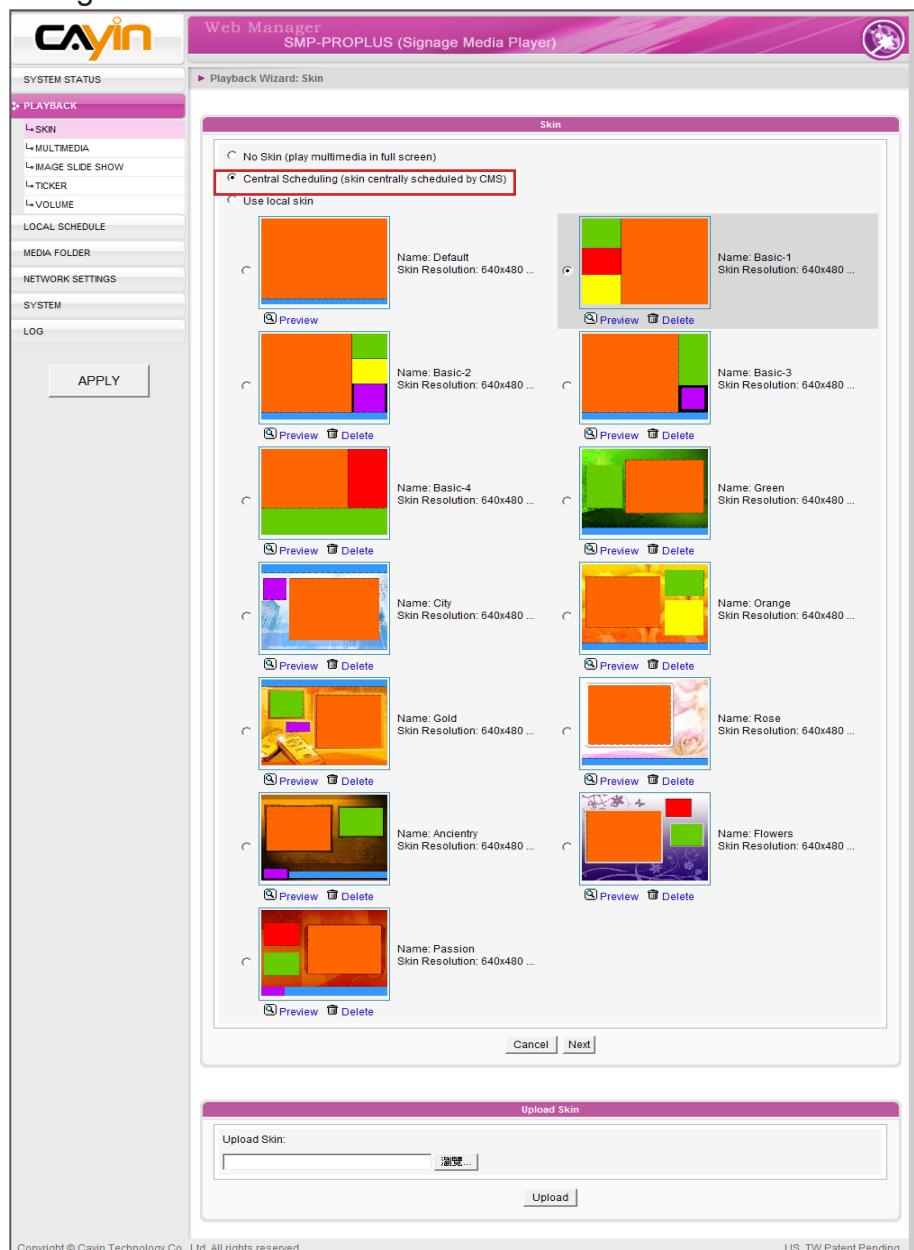 CAYIN
Web Manager
SMP-PROPLUS (Signage Media Player)
SYSTEM STATUS
PLAYBACK
SKIN
MULTIMEDIA
IMAGE SLIDE SHOW
TICKER
VOLUME
LOCAL SCHEDULE
MEDIA FOLDER
NETWORK SETTINGS
SYSTEM
LOG
APPLY
Playback Wizard: Skin
Skin
No Skin (play multimedia in full screen)
Central Scheduling (skin centrally scheduled by CMS)
Use local skin
Name: Default
Skin Resolution: 640x480 ...
Preview
Name: Basic-1
Skin Resolution: 640x480 ...
Preview Delete
Name: Basic-2
Skin Resolution: 640x480 ...
Preview Delete
Name: Basic-3
Skin Resolution: 640x480 ...
Preview Delete
Name: Basic-4
Skin Resolution: 640x480 ...
Preview Delete
Name: Green
Skin Resolution: 640x480 ...
Preview Delete
Name: City
Skin Resolution: 640x480 ...
Preview Delete
Name: Orange
Skin Resolution: 640x480 ...
Preview Delete
Name: Gold
Skin Resolution: 640x480 ...
Preview Delete
Name: Rose
Skin Resolution: 640x480 ...
Preview Delete
Name: Ancientry
Skin Resolution: 640x480 ...
Preview Delete
Name: Flowers
Skin Resolution: 640x480 ...
Preview Delete
Name: Passion
Skin Resolution: 640x480 ...
Preview Delete
Cancel Next
Upload Skin
Upload Skin:
瀏覽...
Upload
Copyright © Cayin Technology Co., Ltd. All rights reserved.
US, TW Patent Pending